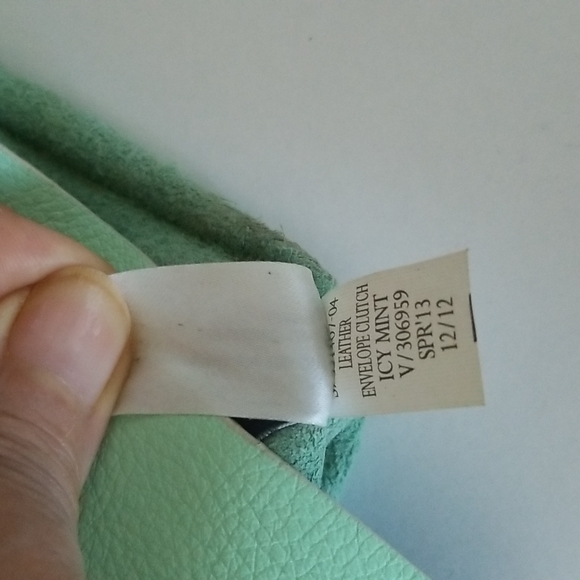 LEATHER
ENVELOPE CLUTCH
ICY MINT
V/306959
SPR'13
12/12